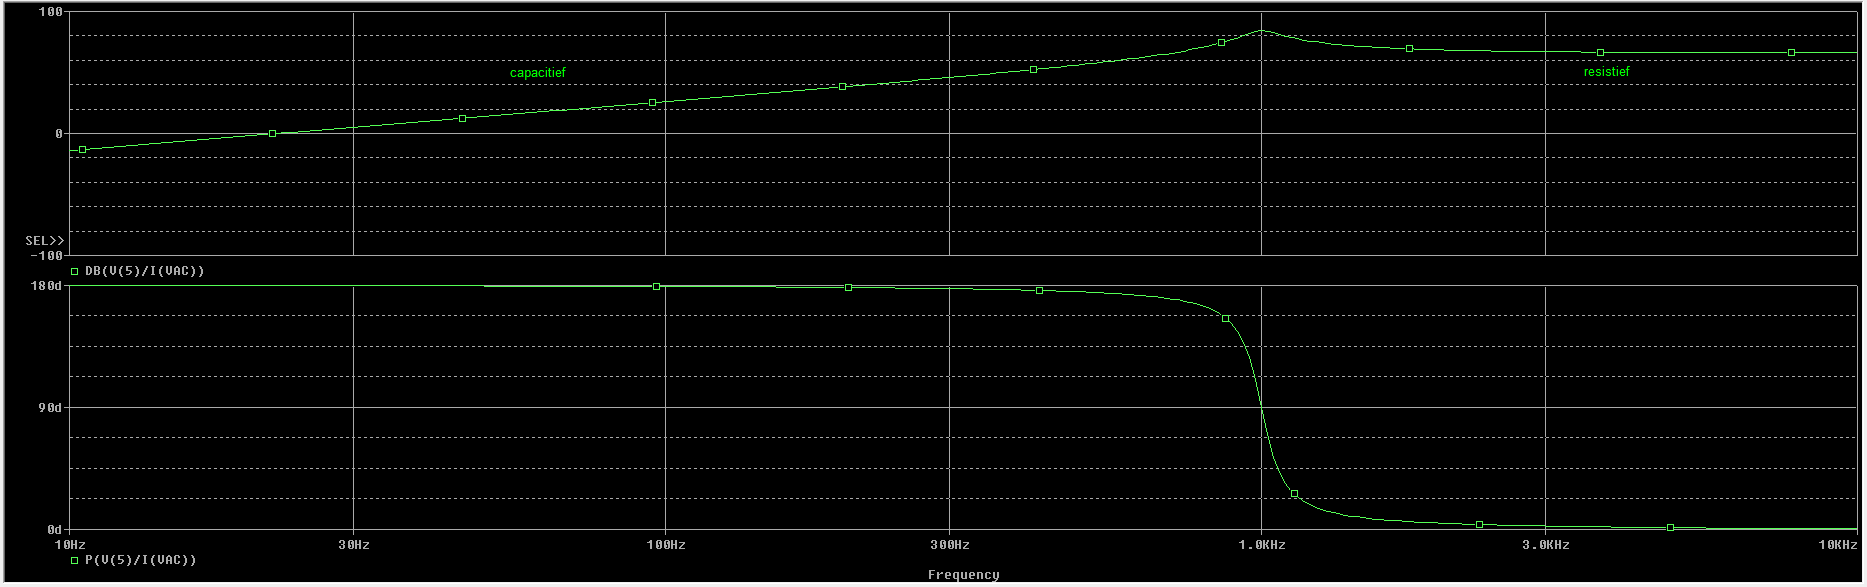 100
capacitief
resistief
0
SEL>>
-100
DB(V(5)/I(VAC))
180d
90d
0d
10Hz 30Hz 100Hz 300Hz 1.0KHz 3.0KHz 10KHz
P(V(5)/I(VAC))
Frequency